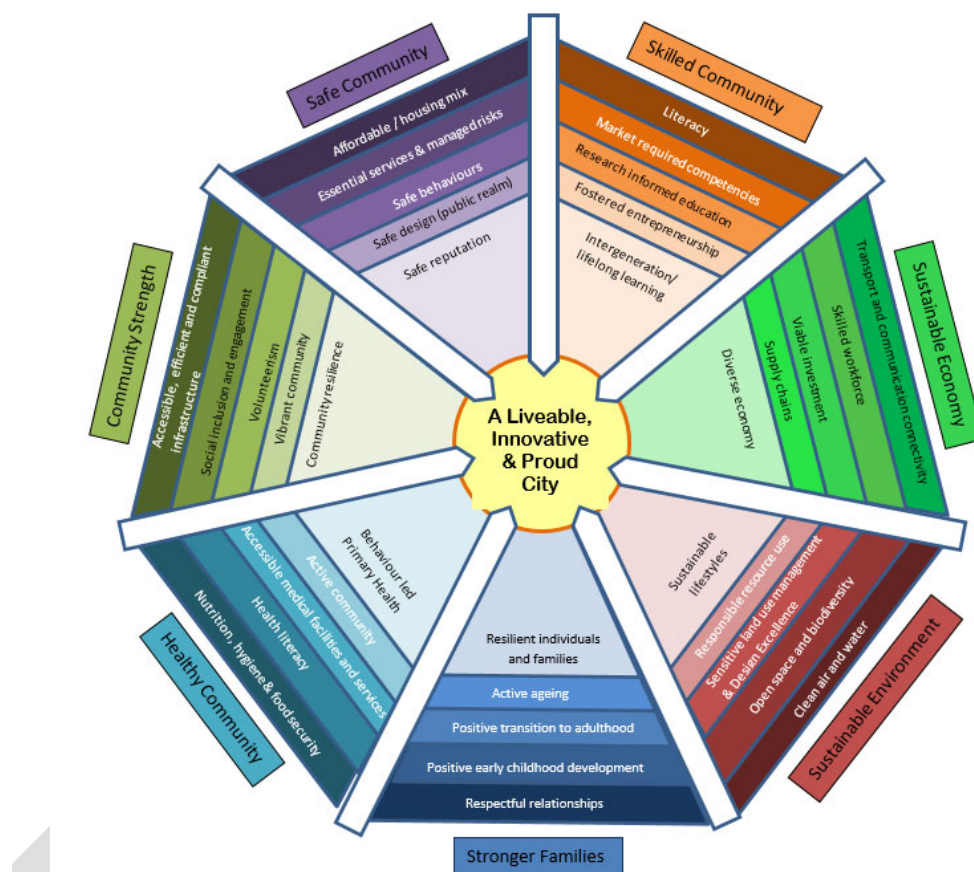 Safe Community
Affordable / housing mix
Essential services & managed risks
Safe behaviours
Safe design (public realm)
Safe reputation
Skilled Community
Literacy
Market required competencies
Research informed education
Fostered entrepreneurship
Intergeneration/
lifelong learning
Sustainable Economy
Transport and communication connectivity
Skilled workforce
Viable investment
Supply chains
Diverse economy
Sustainable Environment
Clean air and water
Open space and biodiversity
Sensitive land use management
& Design Excellence
Responsible resource use
Sustainable
lifestyles
Stronger Families
Resilient individuals
and families
Active ageing
Positive transition to adulthood
Positive early childhood development
Respectful relationships
Healthy Community
Nutrition, hygiene & food security
Health literacy
Accessible medical facilities and services
Active community
Behaviour led
Primary Health
Community Strength
Accessible, efficient and compliant
infrastructure
Social inclusion and engagement
Volunteerism
Vibrant community
Community resilience
A Liveable,
Innovative
& Proud
City